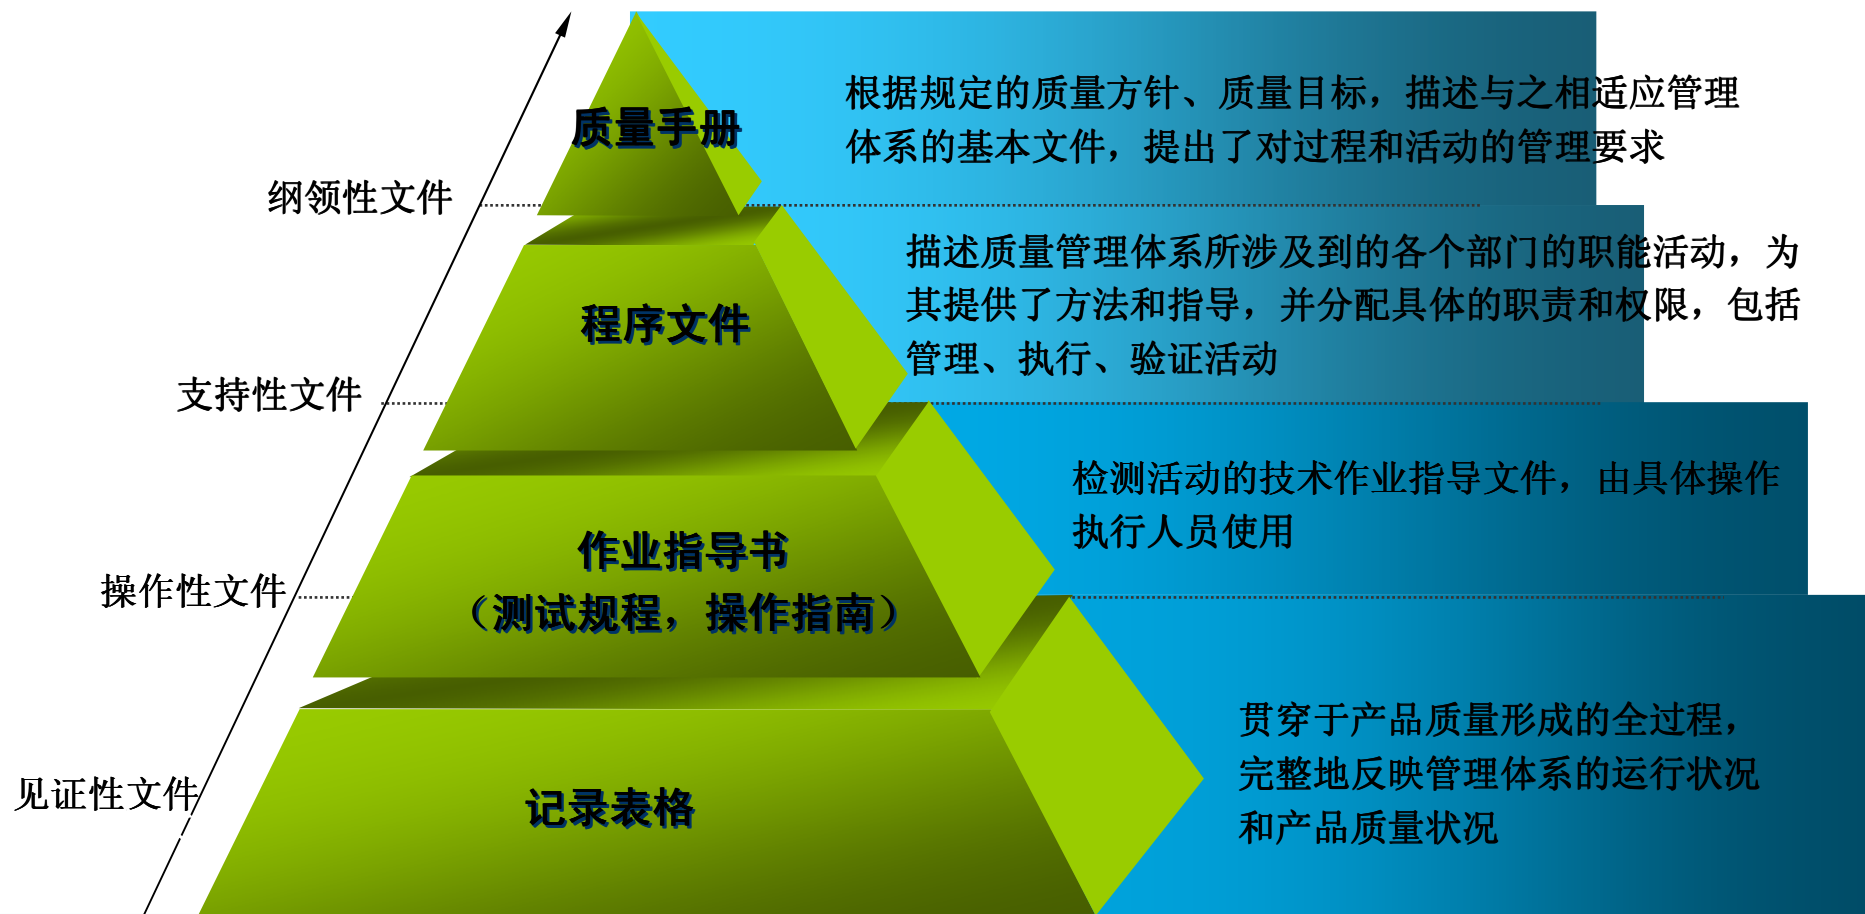 质量手册
根据规定的质量方针、质量目标，描述与之相适应管理
体系的基本文件，提出了对过程和活动的管理要求
纲领性文件
程序文件
描述质量管理体系所涉及到的各个部门的职能活动，为
其提供了方法和指导，并分配具体的职责和权限，包括
管理、执行、验证活动
支持性文件
作业指导书
（测试规程，操作指南）
检测活动的技术作业指导文件，由具体操作
执行人员使用
操作性文件
记录表格
贯穿于产品质量形成的全过程，
完整地反映管理体系的运行状况
和产品质量状况
见证性文件